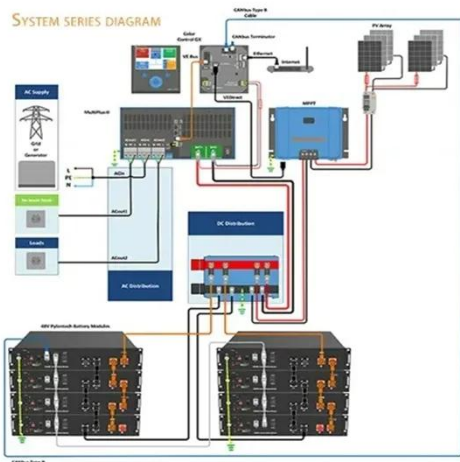 SYSTEM SERIES DIAGRAM
CANbus Type B
Cable
Color
Control GX
CANbus Terminator
PV Array
VE.Bus
Ethernet
Internet
AC Supply
VE.Direct
MPPT
MultiPlus-II
Grid
or
Generator
L
PE
N
ACin
ACout1
Loads
DC Distribution
ACout2
AC Distribution
48V Pylontech Battery Modules